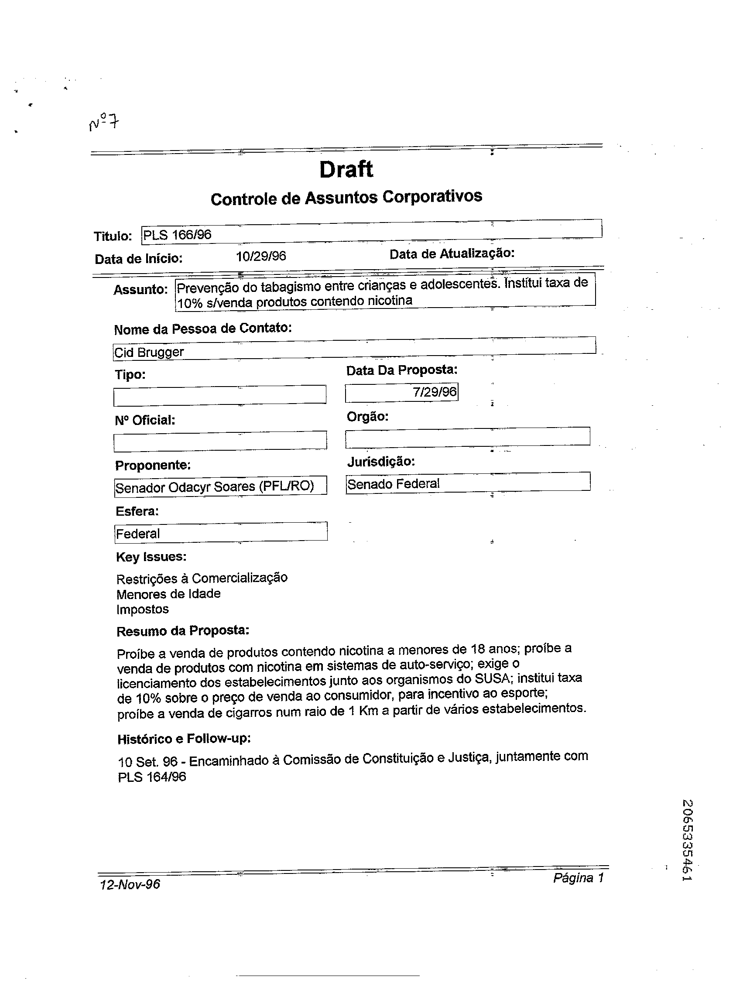 Nº 7
Draft
Controle de Assuntos Corporativos
Titulo: PLS 166/96
Data de Início: 10/29/96 Data de Atualização:
Assunto: Prevenção do tabagismo entre crianças e adolescentes. Institui taxa de
10% s/venda produtos contendo nicotina
Nome da Pessoa de Contato:
Cid Brugger
Tipo: Data Da Proposta:
7/29/96
Nº Oficial: Orgão:
Proponente: Jurisdição:
Senador Odacyr Soares (PFL/RO) Senado Federal
Esfera:
Federal
Key Issues:
Restrições à Comercialização
Menores de Idade
Impostos
Resumo da Proposta:
Proíbe a venda de produtos contendo nicotina a menores de 18 anos; proíbe a
venda de produtos com nicotina em sistemas de auto-serviço; exige o
licenciamento dos estabelecimentos junto aos organismos do SUSA; institui taxa
de 10% sobre o preço de venda ao consumidor, para incentivo ao esporte;
proíbe a venda de cigarros num raio de 1 Km a partir de vários estabelecimentos.
Histórico e Follow-up:
10 Set. 96 - Encaminhado à Comissão de Constituição e Justiça, juntamente com
PLS 164/96
2065335461
12-Nov-96 Página 1